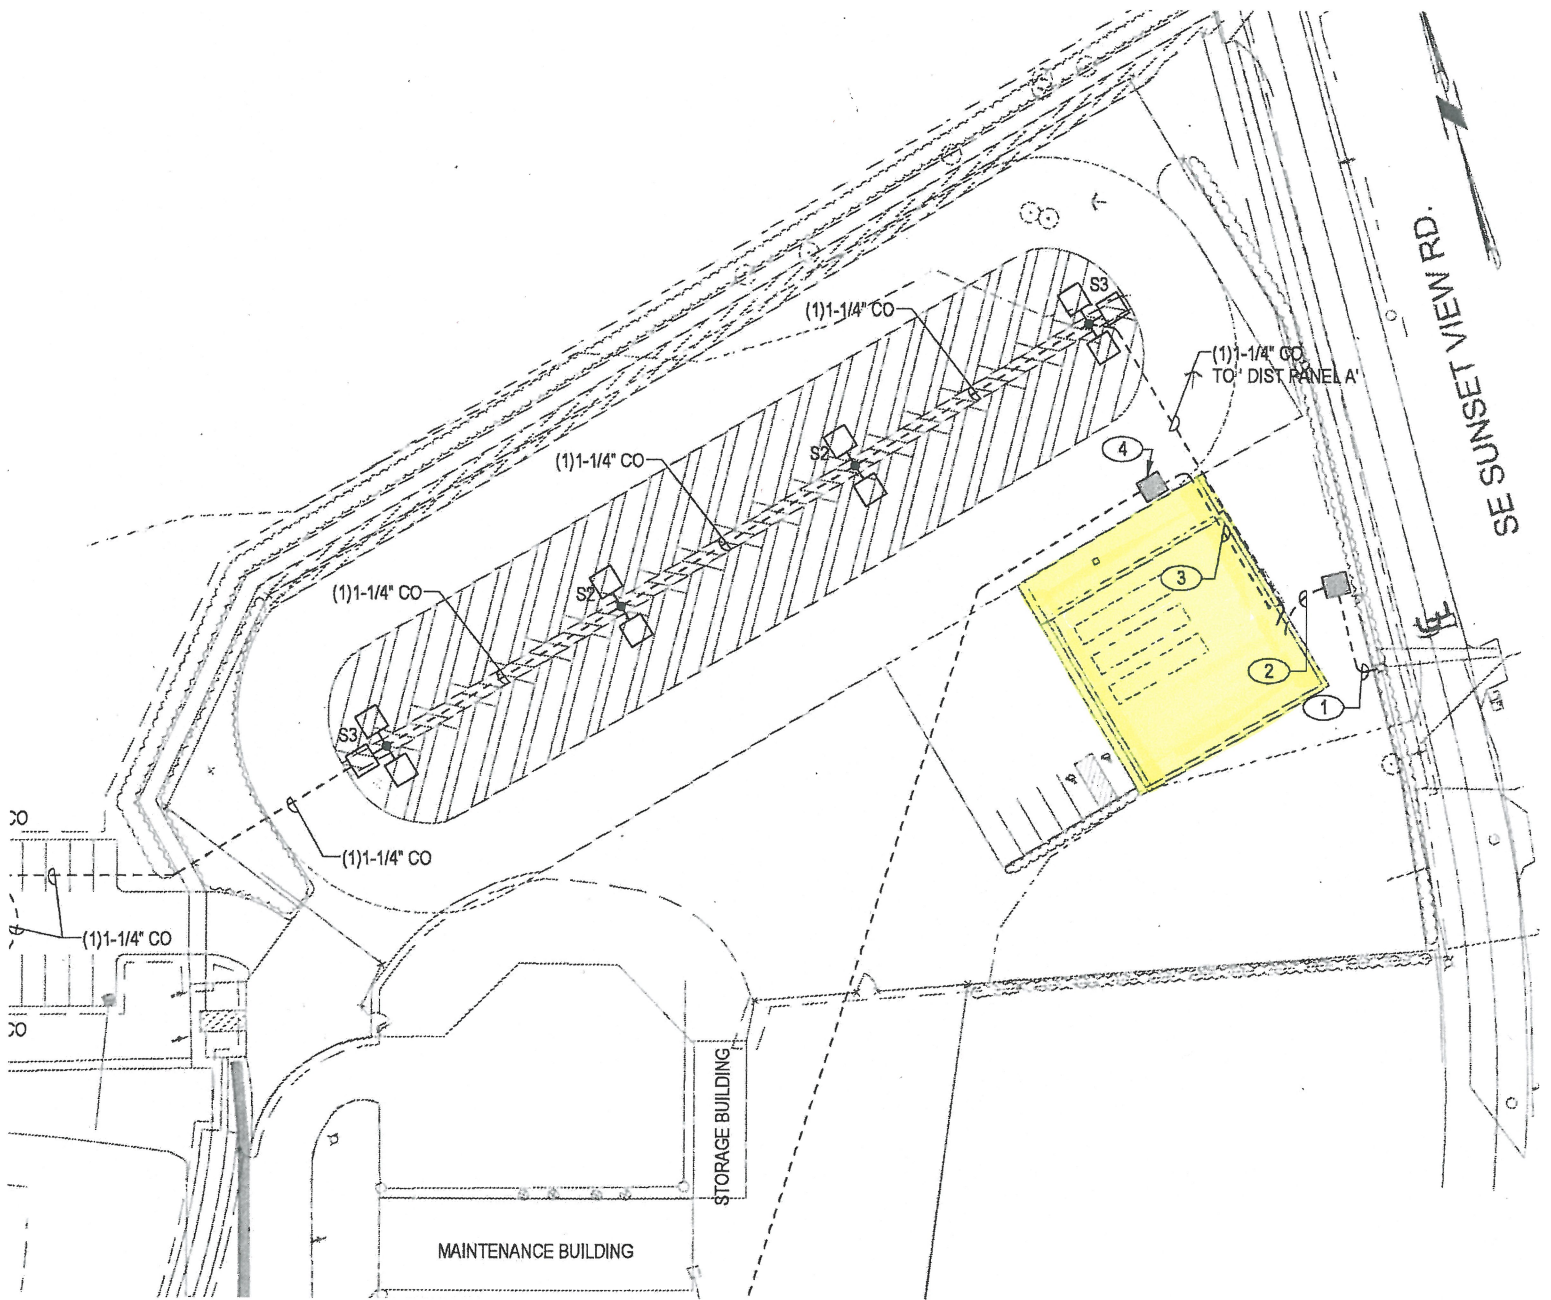 SE SUNSET VIEW RD.
S3
(1)1-1/4" CO
(1)1-1/4" CO
TO ' DIST PANEL A'
4
S2
(1)1-1/4" CO
3
S2
(1)1-1/4" CO
2
1
S3
CO
(1)1-1/4" CO
(1)1-1/4" CO
CO
STORAGE BUILDING
MAINTENANCE BUILDING